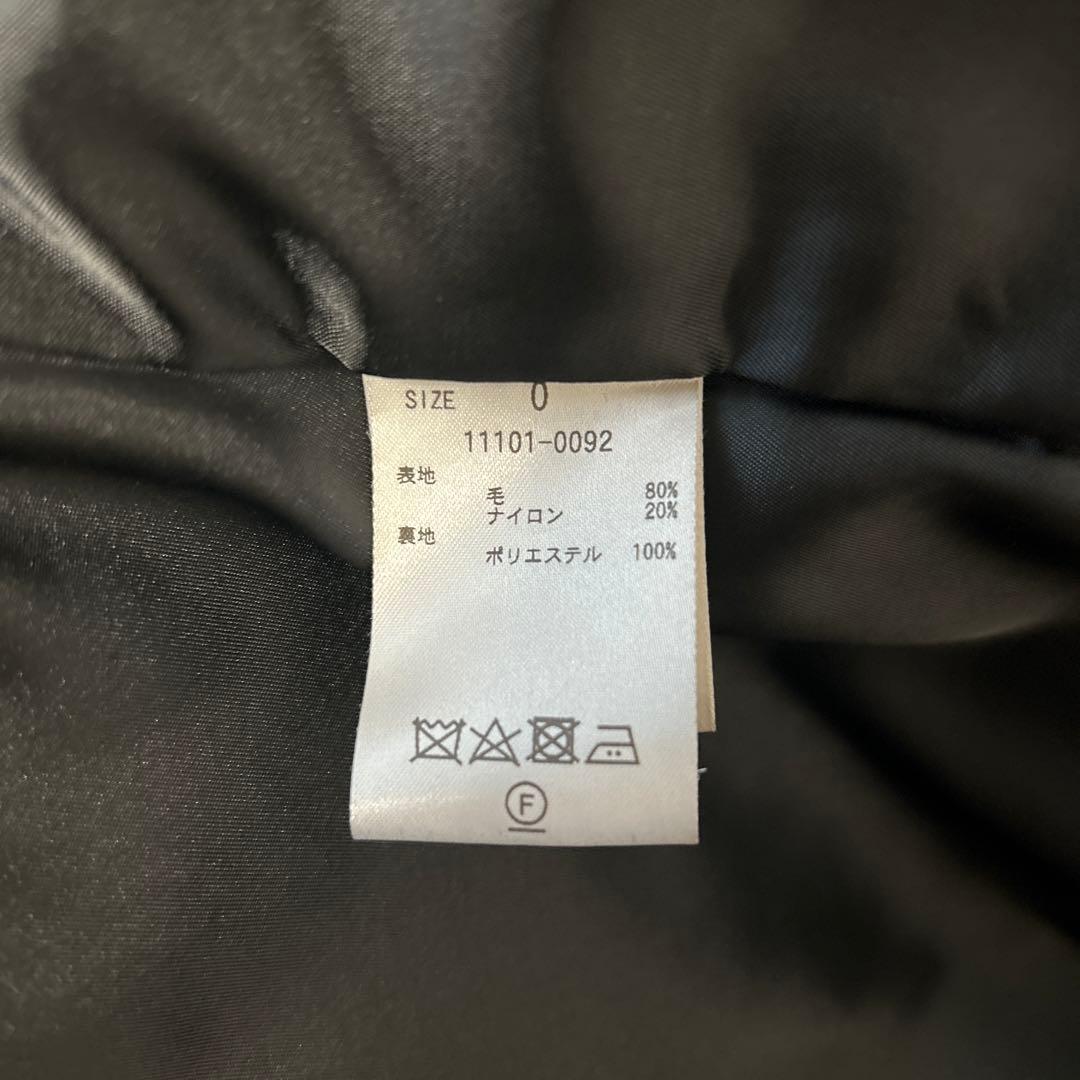 SIZE 0
11101-0092
表地
毛 80%
ナイロン 20%
裏地
ポリエステル 100%
F